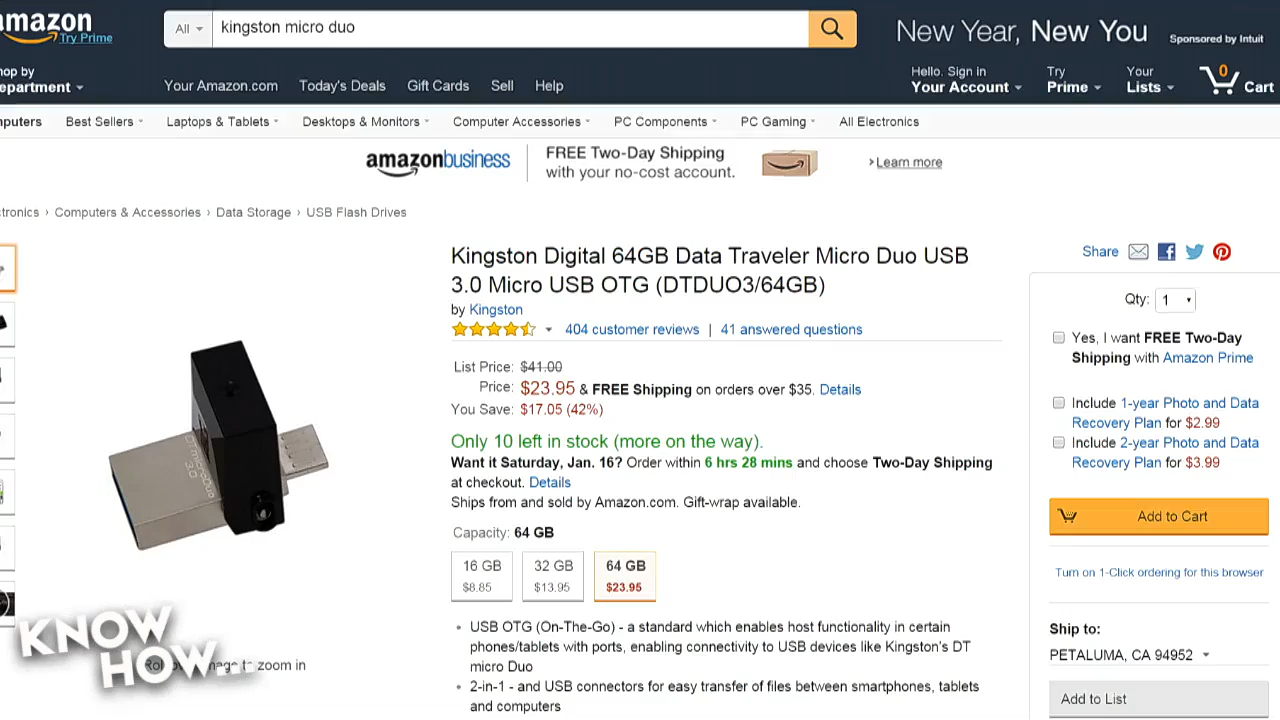 amazon
Try Prime
All
kingston micro duo
New Year, New You
Sponsored by Intuit
hop by
epartment
Your Amazon.com
Today's Deals
Gift Cards
Sell
Help
Hello. Sign in
Your Account
Try
Prime
Your
Lists
0
Cart
mputers
Best Sellers
Laptops & Tablets
Desktops & Monitors
Computer Accessories
PC Components
PC Gaming
All Electronics
amazonbusiness
FREE Two-Day Shipping
with your no-cost account.
› Learn more
ctronics › Computers & Accessories › Data Storage › USB Flash Drives
Kingston Digital 64GB Data Traveler Micro Duo USB
3.0 Micro USB OTG (DTDUO3/64GB)
by Kingston
404 customer reviews | 41 answered questions
List Price: $41.00
Price: $23.95 & FREE Shipping on orders over $35. Details
You Save: $17.05 (42%)
Only 10 left in stock (more on the way).
Want it Saturday, Jan. 16? Order within 6 hrs 28 mins and choose Two-Day Shipping
at checkout. Details
Ships from and sold by Amazon.com. Gift-wrap available.
Capacity: 64 GB
16 GB
$8.85
32 GB
$13.95
64 GB
$23.95
• USB OTG (On-The-Go) - a standard which enables host functionality in certain
phones/tablets with ports, enabling connectivity to USB devices like Kingston's DT
micro Duo
• 2-in-1 - and USB connectors for easy transfer of files between smartphones, tablets
and computers
Share
Qty: 1
Yes, I want FREE Two-Day
Shipping with Amazon Prime
Include 1-year Photo and Data
Recovery Plan for $2.99
Include 2-year Photo and Data
Recovery Plan for $3.99
Add to Cart
Turn on 1-Click ordering for this browser
Ship to:
PETALUMA, CA 94952
Add to List
KNOW
HOW...
to zoom in